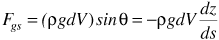 F_gs = (ρgdV) sin θ = −ρgdV dz/ds